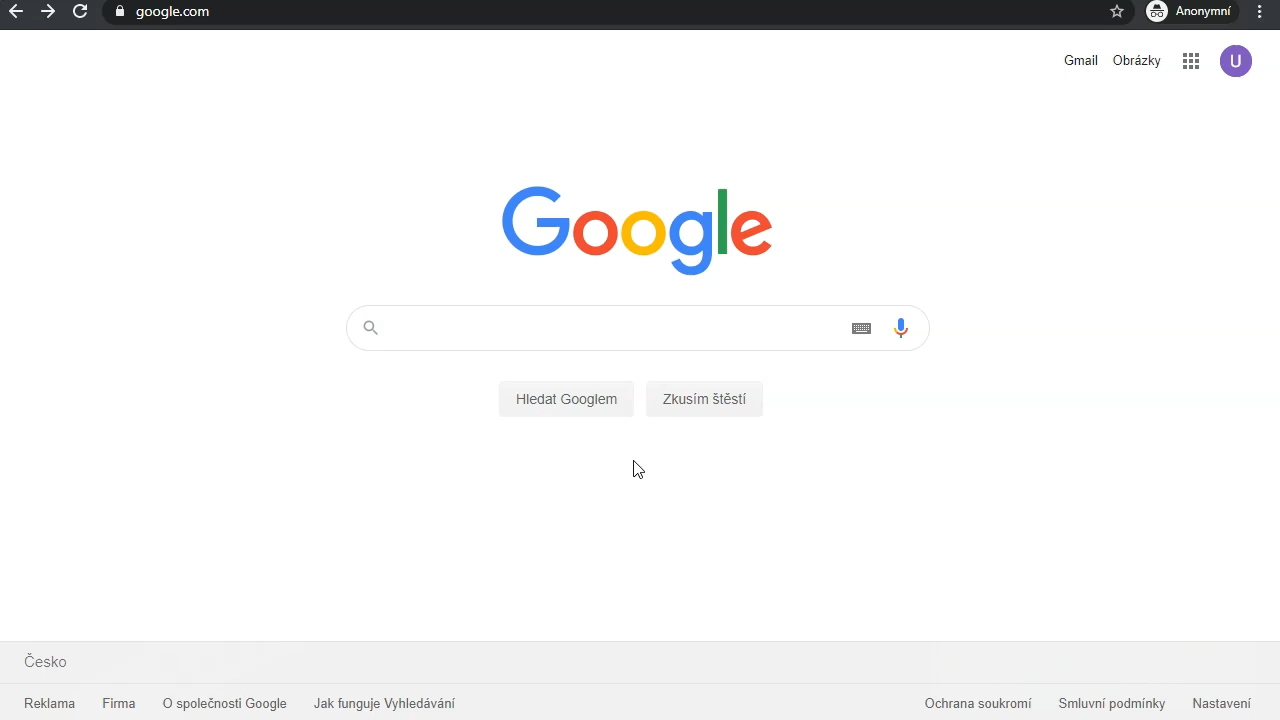 google.com
Anonymní
Gmail Obrázky U
Google
Hledat Googlem Zkusím štěstí
Česko
Reklama Firma O společnosti Google Jak funguje Vyhledávání Ochrana soukromí Smluvní podmínky Nastavení